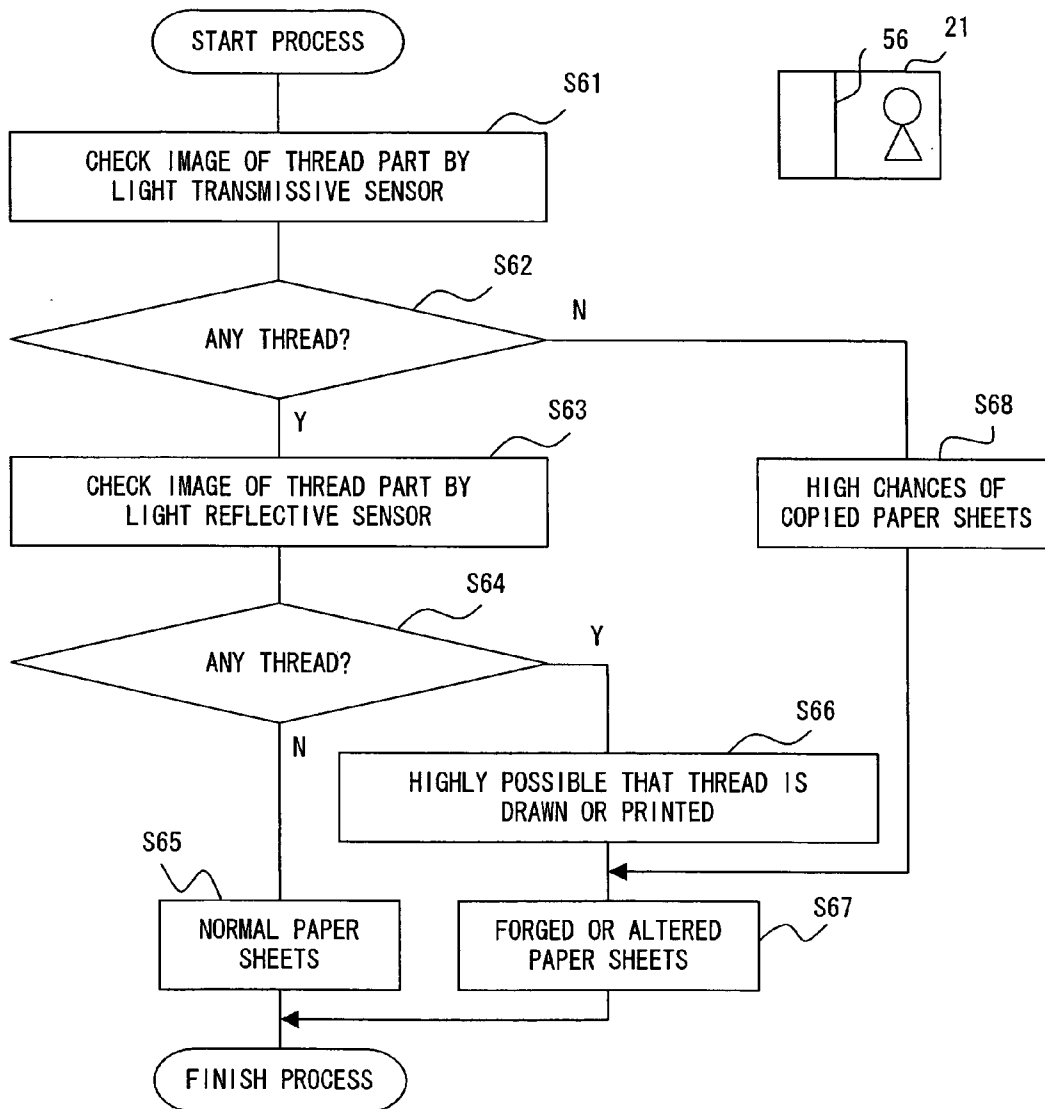 START PROCESS
56
21
S61
CHECK IMAGE OF THREAD PART BY
LIGHT TRANSMISSIVE SENSOR
S62
ANY THREAD?
N
Y
S63
CHECK IMAGE OF THREAD PART BY
LIGHT REFLECTIVE SENSOR
S68
HIGH CHANCES OF
COPIED PAPER SHEETS
S64
ANY THREAD?
Y
N
S66
HIGHLY POSSIBLE THAT THREAD IS
DRAWN OR PRINTED
S65
NORMAL PAPER
SHEETS
S67
FORGED OR ALTERED
PAPER SHEETS
FINISH PROCESS